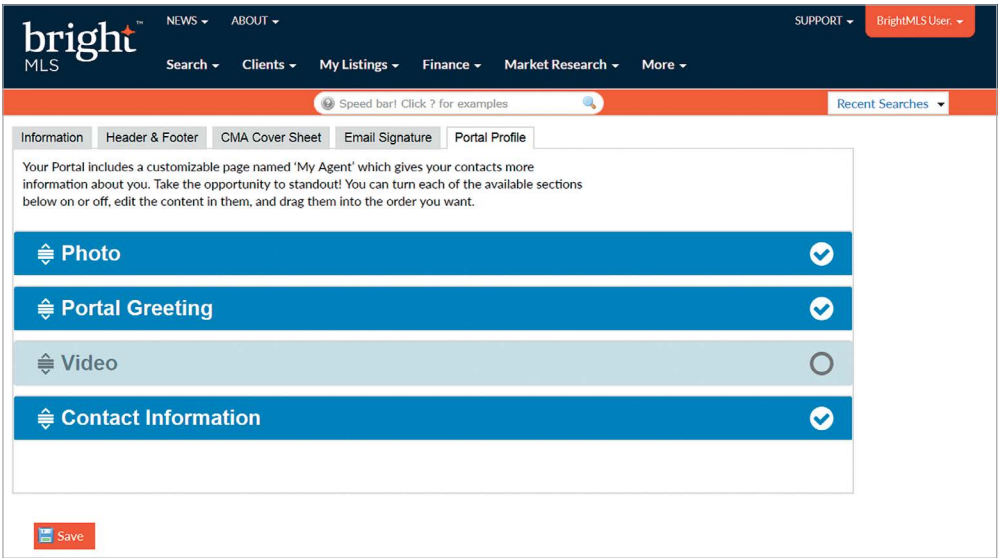 bright™
MLS
NEWS ABOUT SUPPORT BrightMLS User.
Search Clients My Listings Finance Market Research More
Speed bar! Click ? for examples
Recent Searches
Information Header & Footer CMA Cover Sheet Email Signature Portal Profile
Your Portal includes a customizable page named ‘My Agent’ which gives your contacts more
information about you. Take the opportunity to standout! You can turn each of the available sections
below on or off, edit the content in them, and drag them into the order you want.
Photo
Portal Greeting
Video
Contact Information
Save